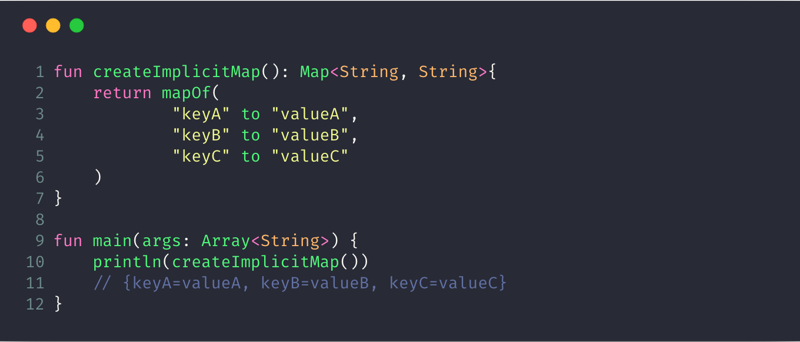 1 fun createImplicitMap(): Map<String, String>{
2     return mapOf(
3             "keyA" to "valueA",
4             "keyB" to "valueB",
5             "keyC" to "valueC"
6     )
7 }
8
9 fun main(args: Array<String>) {
10     println(createImplicitMap())
11     // {keyA=valueA, keyB=valueB, keyC=valueC}
12 }